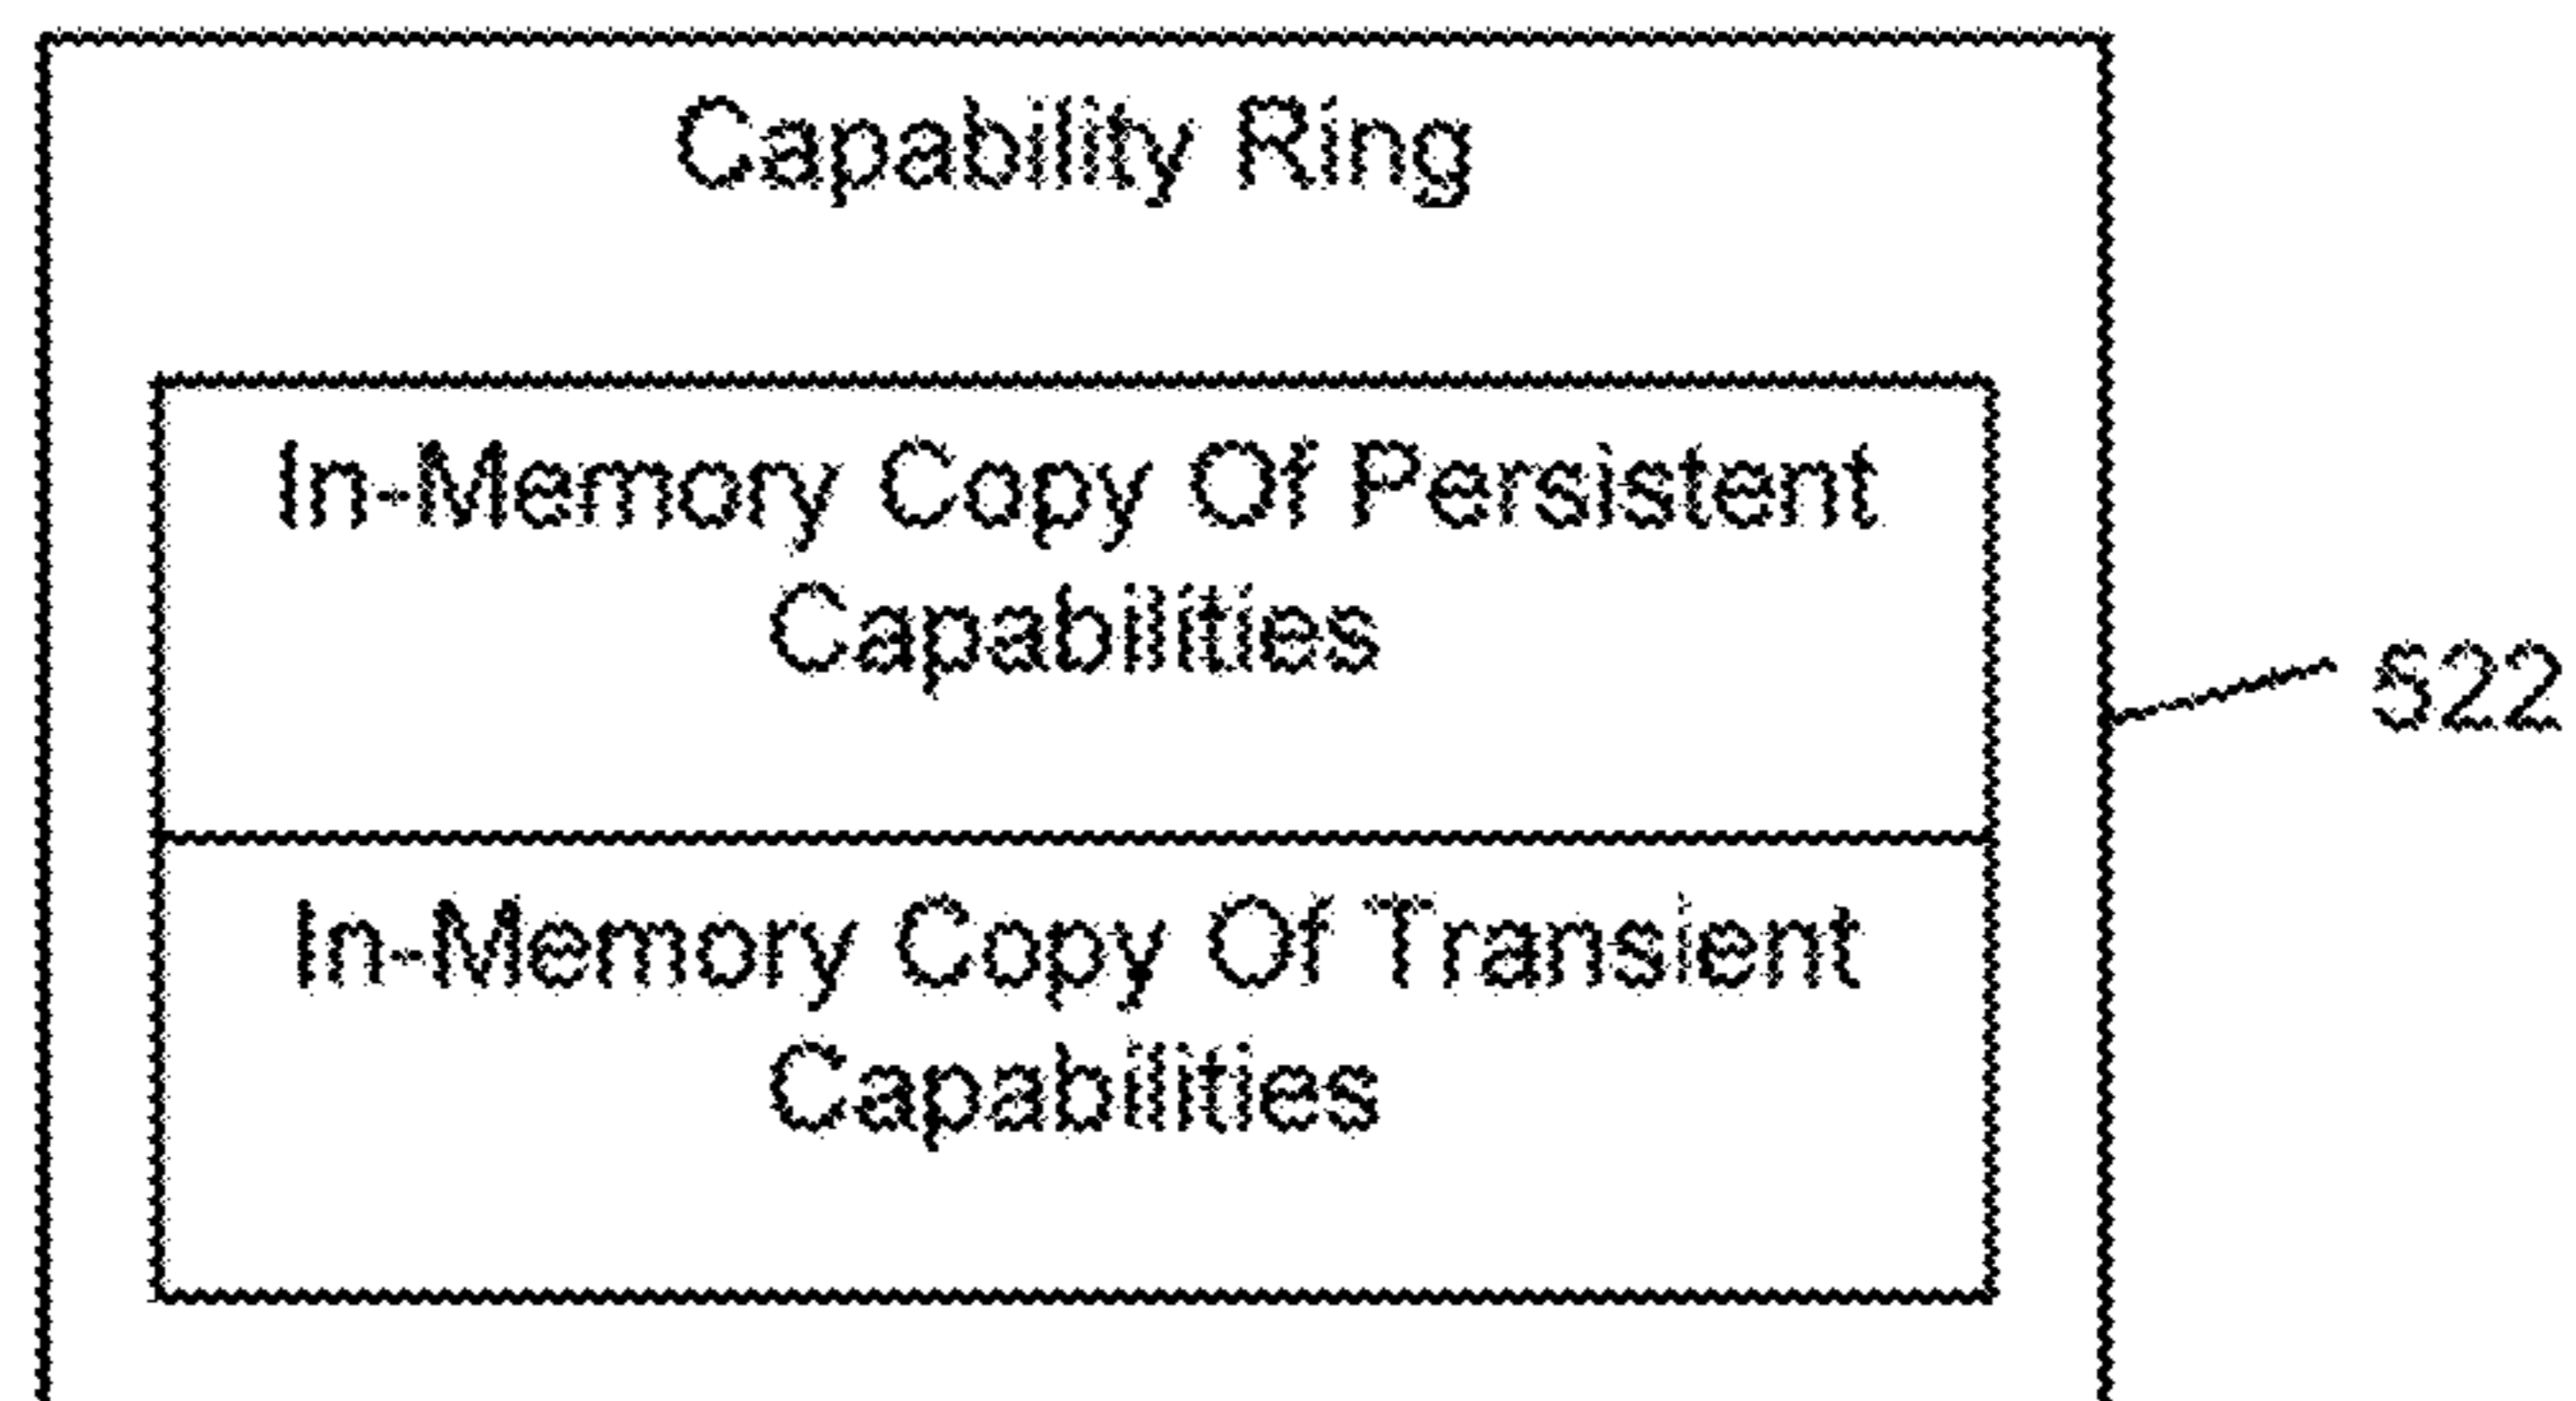 Capability Ring
In-Memory Copy Of Persistent
Capabilities
522
In-Memory Copy Of Transient
Capabilities